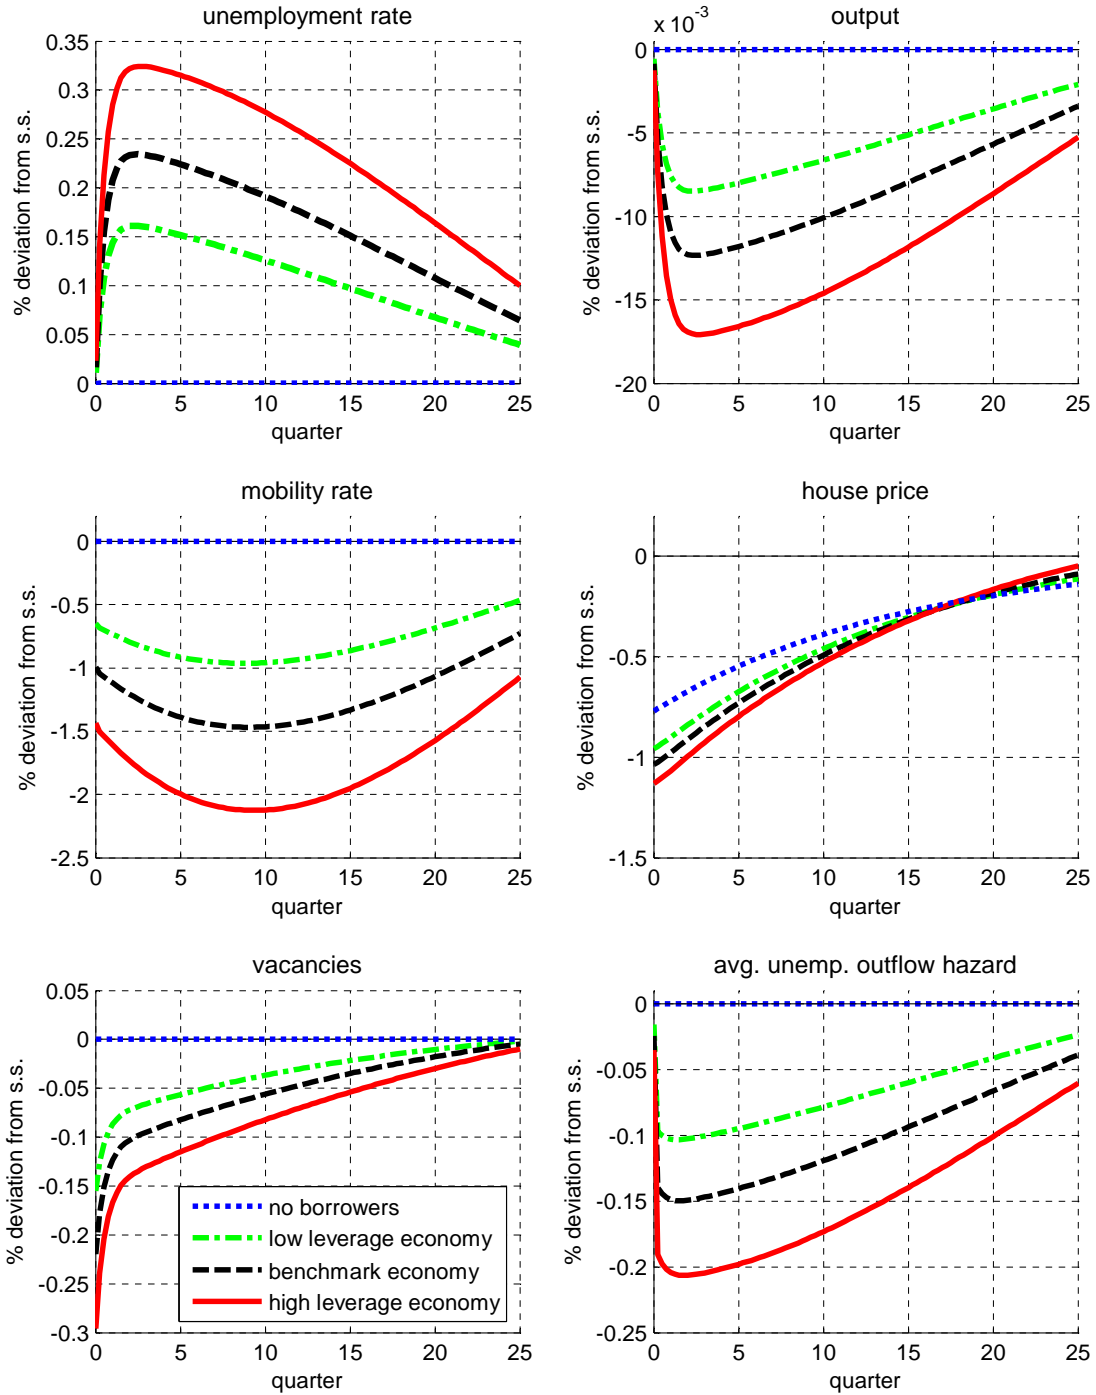 unemployment rate
% deviation from s.s.
0.35
0.3
0.25
0.2
0.15
0.1
0.05
0
0 5 10 15 20 25
quarter
output
x 10^-3
% deviation from s.s.
0
-5
-10
-15
-20
0 5 10 15 20 25
quarter
mobility rate
% deviation from s.s.
0
-0.5
-1
-1.5
-2
-2.5
0 5 10 15 20 25
quarter
house price
% deviation from s.s.
0
-0.5
-1
-1.5
0 5 10 15 20 25
quarter
vacancies
% deviation from s.s.
0.05
0
-0.05
-0.1
-0.15
-0.2
-0.25
-0.3
0 5 10 15 20 25
quarter
no borrowers
low leverage economy
benchmark economy
high leverage economy
avg. unemp. outflow hazard
% deviation from s.s.
0
-0.05
-0.1
-0.15
-0.2
-0.25
0 5 10 15 20 25
quarter